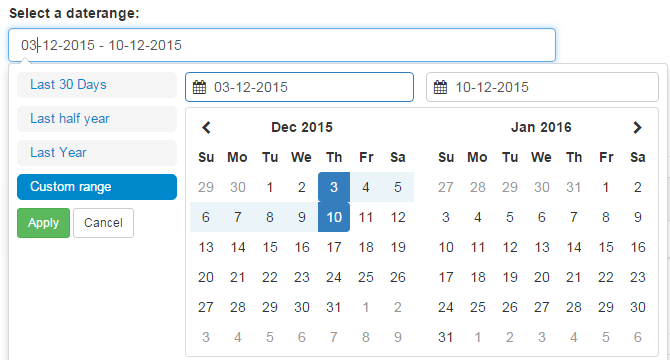 Select a daterange:
03-12-2015 - 10-12-2015
Last 30 Days
Last half year
Last Year
Custom range
Apply Cancel
03-12-2015 10-12-2015
Dec 2015
Su Mo Tu We Th Fr Sa
29 30 1 2 3 4 5
6 7 8 9 10 11 12
13 14 15 16 17 18 19
20 21 22 23 24 25 26
27 28 29 30 31 1 2
3 4 5 6 7 8 9
Jan 2016
Su Mo Tu We Th Fr Sa
27 28 29 30 31 1 2
3 4 5 6 7 8 9
10 11 12 13 14 15 16
17 18 19 20 21 22 23
24 25 26 27 28 29 30
31 1 2 3 4 5 6